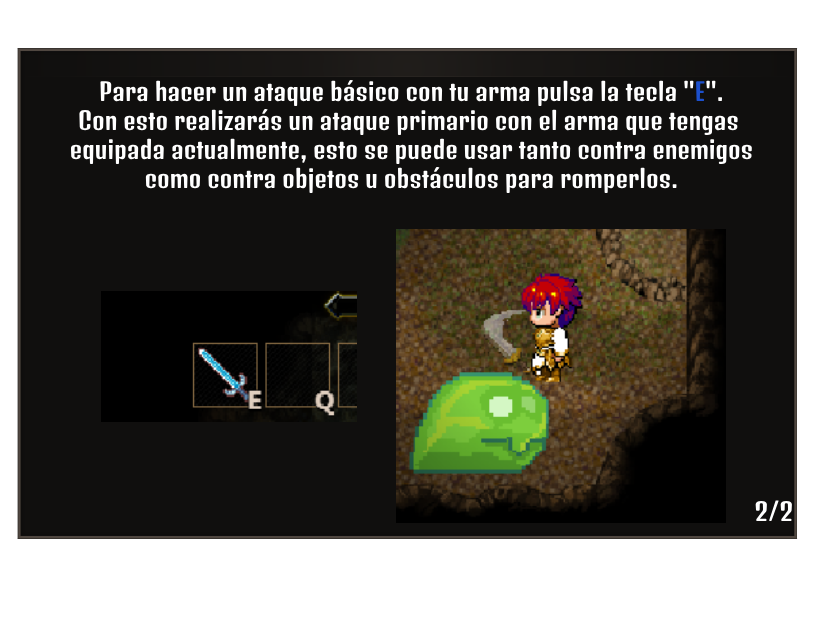 Para hacer un ataque básico con tu arma pulsa la tecla "E".
Con esto realizarás un ataque primario con el arma que tengas
equipada actualmente, esto se puede usar tanto contra enemigos
como contra objetos u obstáculos para romperlos.
E
Q
2/2